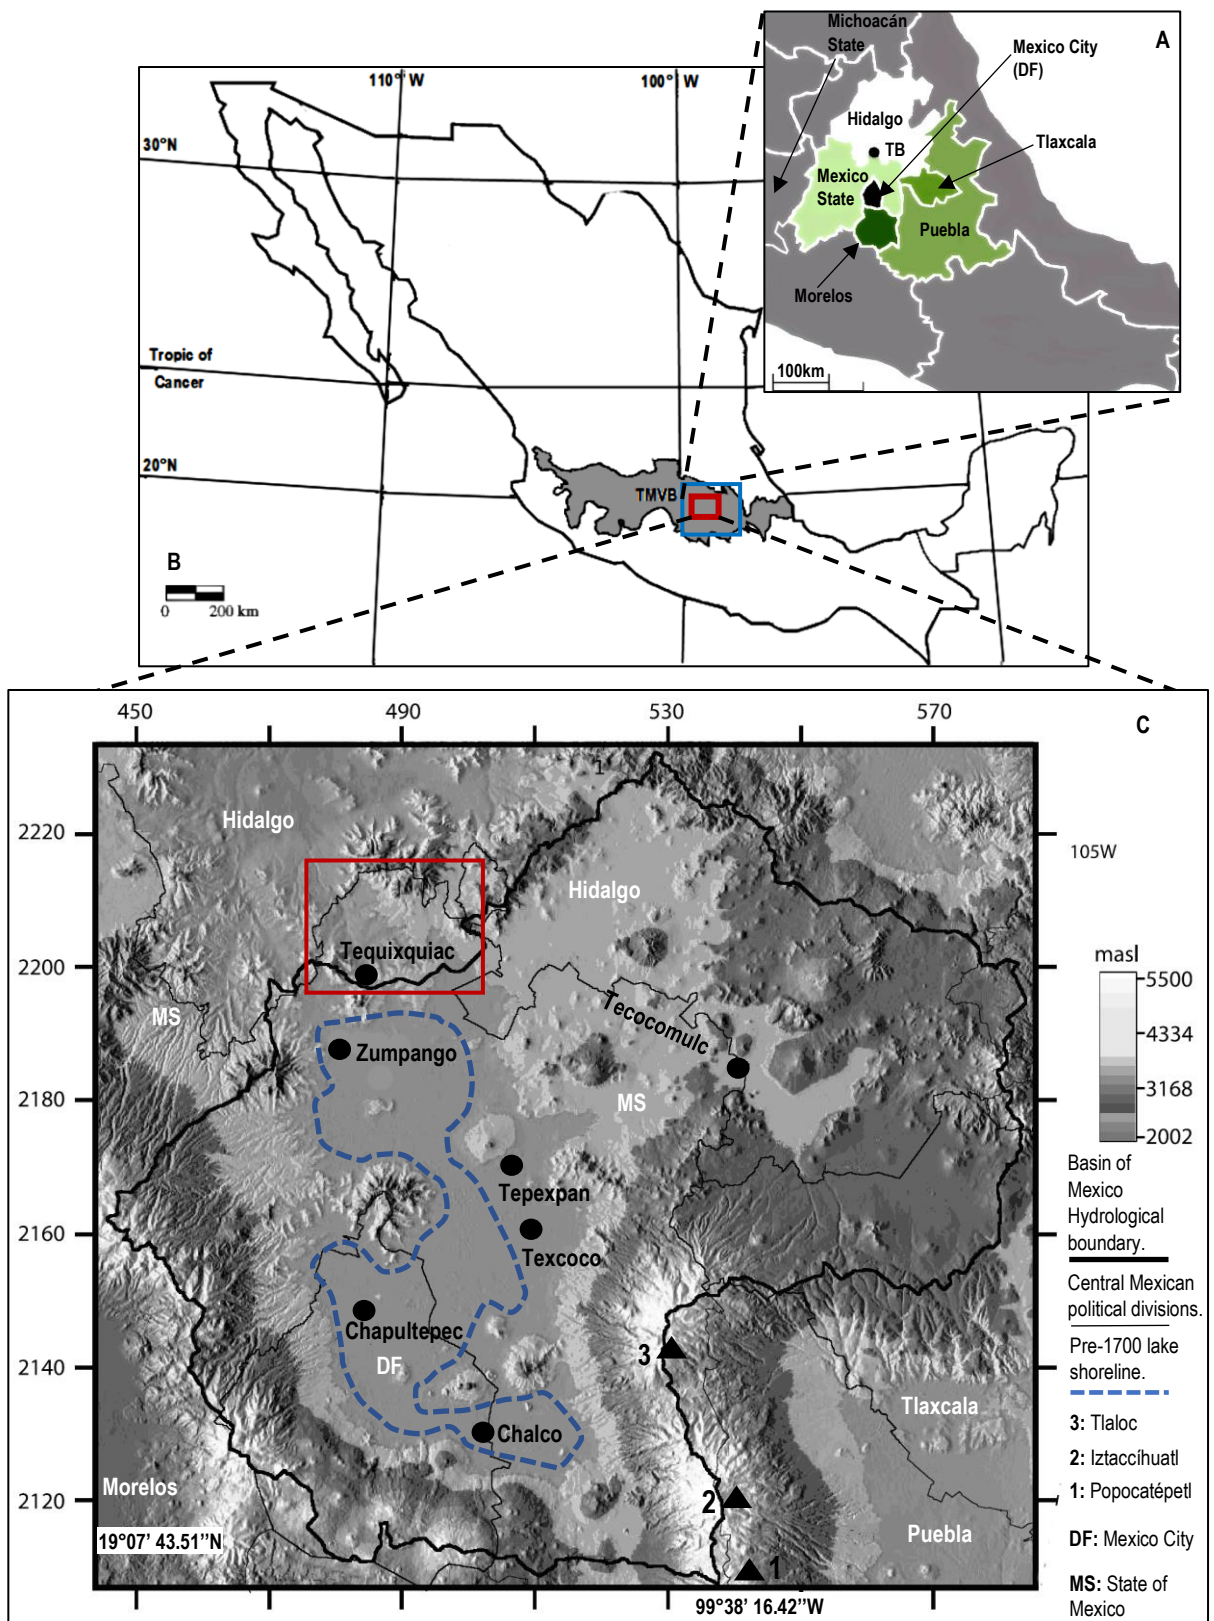 Michoacán
State
A
Mexico City
(DF)
Hidalgo
TB
Tlaxcala
Mexico
State
Puebla
Morelos
100km
110° W
100° W
30°N
Tropic of
Cancer
20°N
TMVB
B
0 200 km
450 490 530 570
C
1
2220
Hidalgo
105W
Hidalgo
Tequixquiac
2200
masl
5500
MS
Tecocomulc
4334
Zumpango
3168
2180
MS
2002
Basin of
Mexico
Hydrological
boundary.
Tepexpan
2160
Texcoco
Central Mexican
political divisions.
Chapultepec
Pre-1700 lake
shoreline.
3
DF
2140
Tlaxcala
3: Tlaloc
Chalco
2: Iztaccíhuatl
Morelos
2120
2
1: Popocatépetl
Puebla
19°07’ 43.51’’N
DF: Mexico City
1
MS: State of
Mexico
99°38’ 16.42’’W